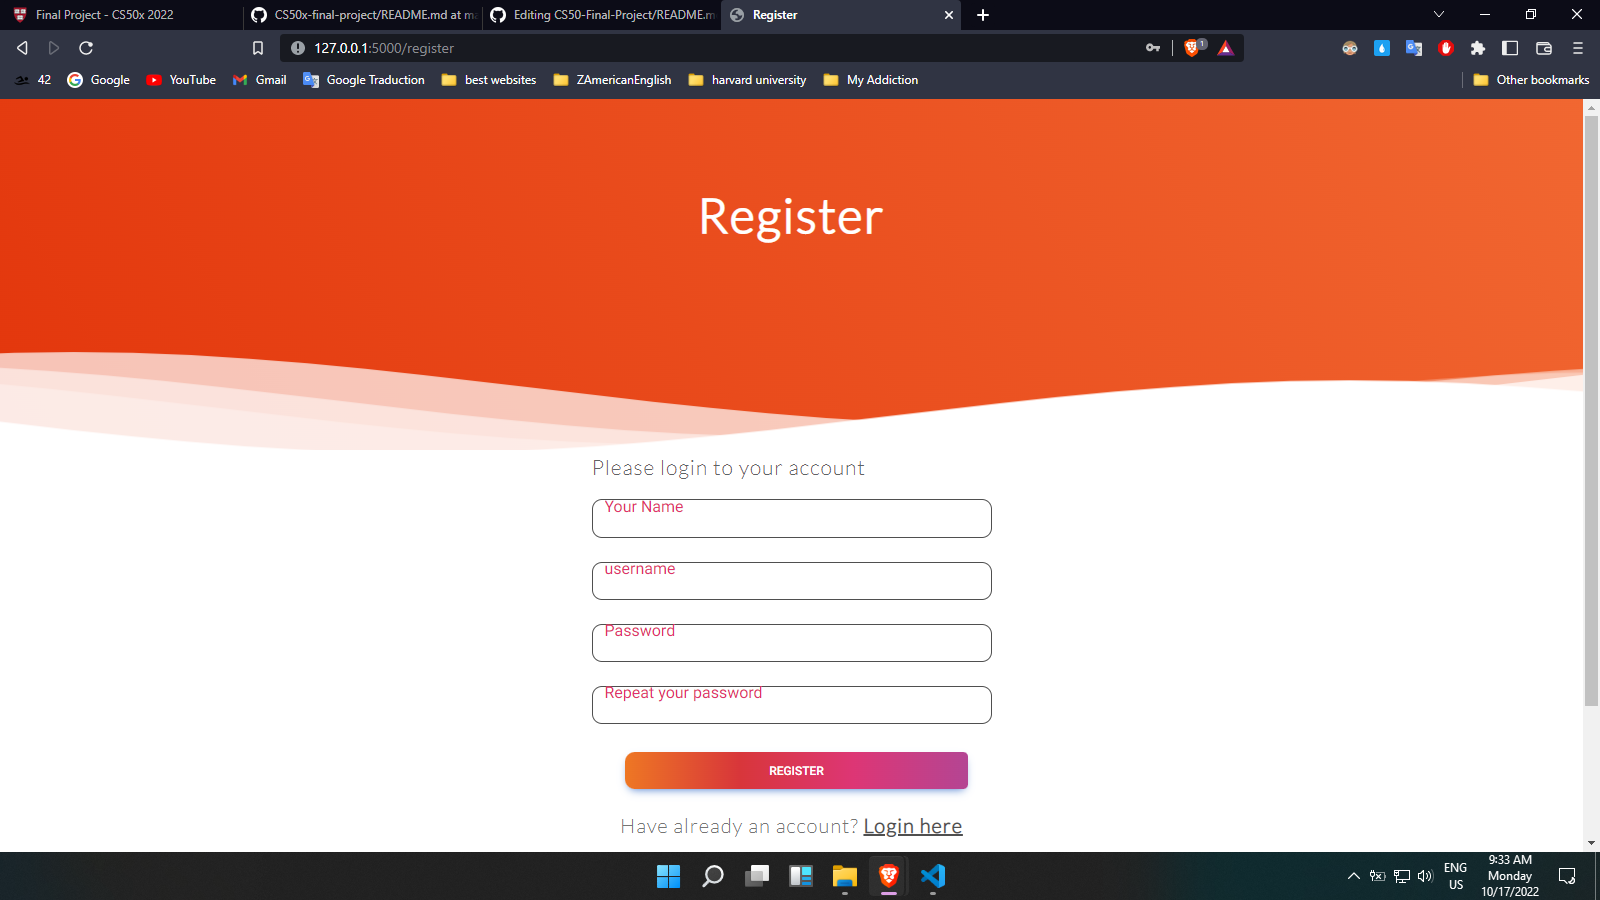 Final Project - CS50x 2022
CS50x-final-project/README.md at ma
Editing CS50-Final-Project/README.m
Register
127.0.0.1:5000/register
1
42
Google
YouTube
Gmail
Google Traduction
best websites
ZAmericanEnglish
harvard university
My Addiction
Other bookmarks
Register
Please login to your account
Your Name
username
Password
Repeat your password
REGISTER
Have already an account? Login here
ENG
US
9:33 AM
Monday
10/17/2022